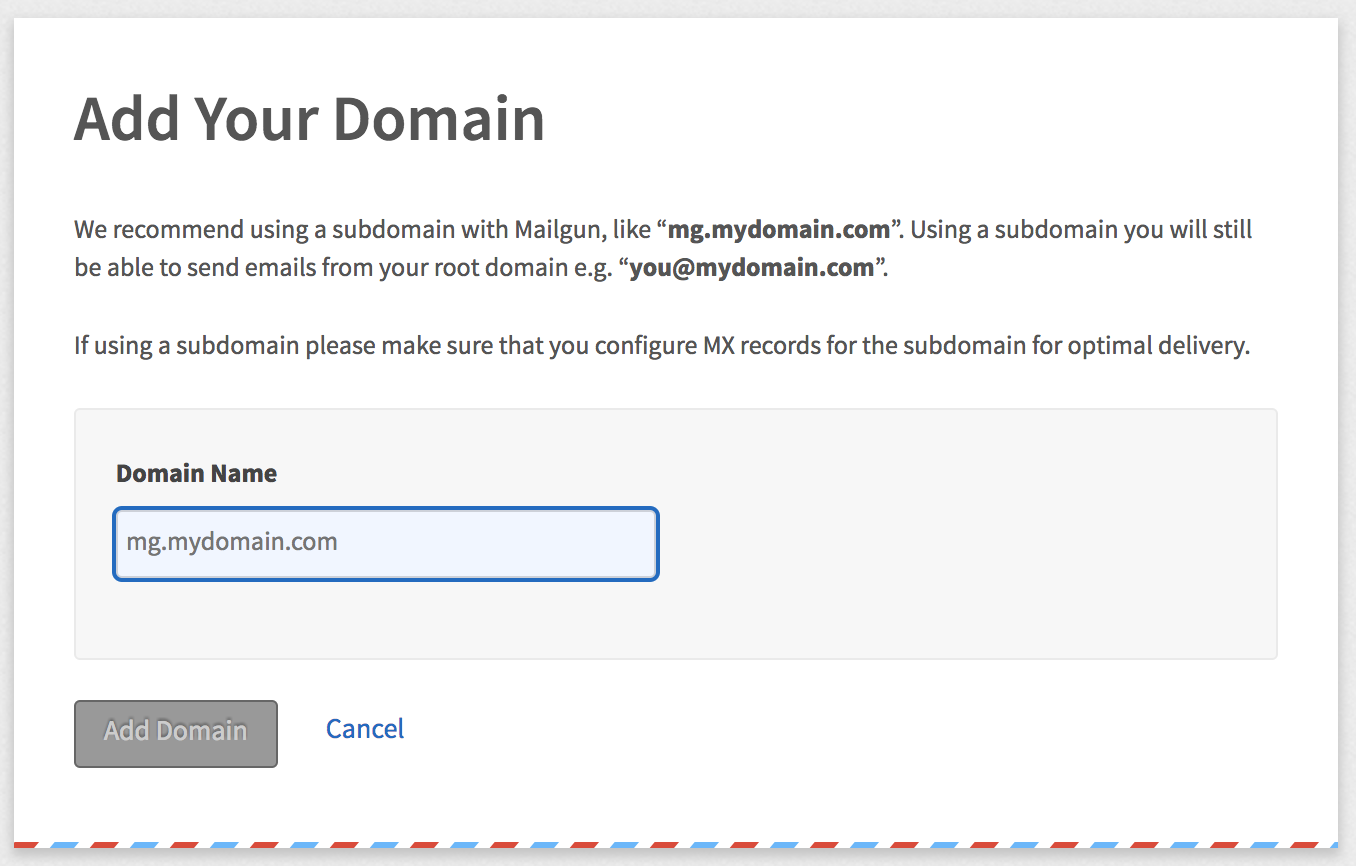 Add Your Domain
We recommend using a subdomain with Mailgun, like “mg.mydomain.com”. Using a subdomain you will still
be able to send emails from your root domain e.g. “you@mydomain.com”.
If using a subdomain please make sure that you configure MX records for the subdomain for optimal delivery.
Domain Name
mg.mydomain.com
Add Domain
Cancel